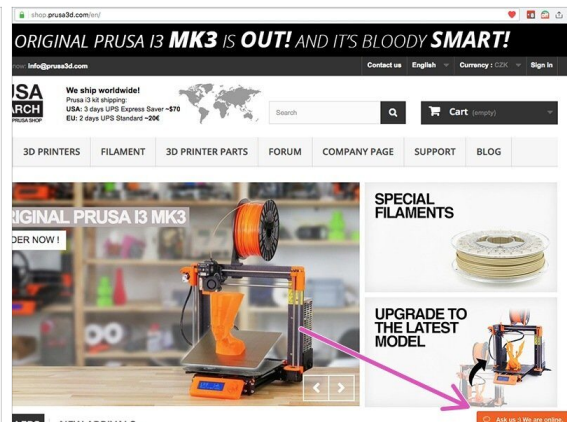 shop.prusa3d.com/en/
ORIGINAL PRUSA I3 MK3 IS OUT! AND IT'S BLOODY SMART!
now: info@prusa3d.com
Contact us English Currency : CZK Sign in
We ship worldwide!
Prusa i3 kit shipping:
USA: 3 days UPS Express Saver ~$70
EU: 2 days UPS Standard ~20€
USA
ARCH
PRUSA SHOP
Search
Cart (empty)
3D PRINTERS FILAMENT 3D PRINTER PARTS FORUM COMPANY PAGE SUPPORT BLOG
RIGINAL PRUSA I3 MK3
DER NOW !
SPECIAL
FILAMENTS
UPGRADE TO
THE LATEST
MODEL
Ask us :) We are online.
NEW ARRIVALS